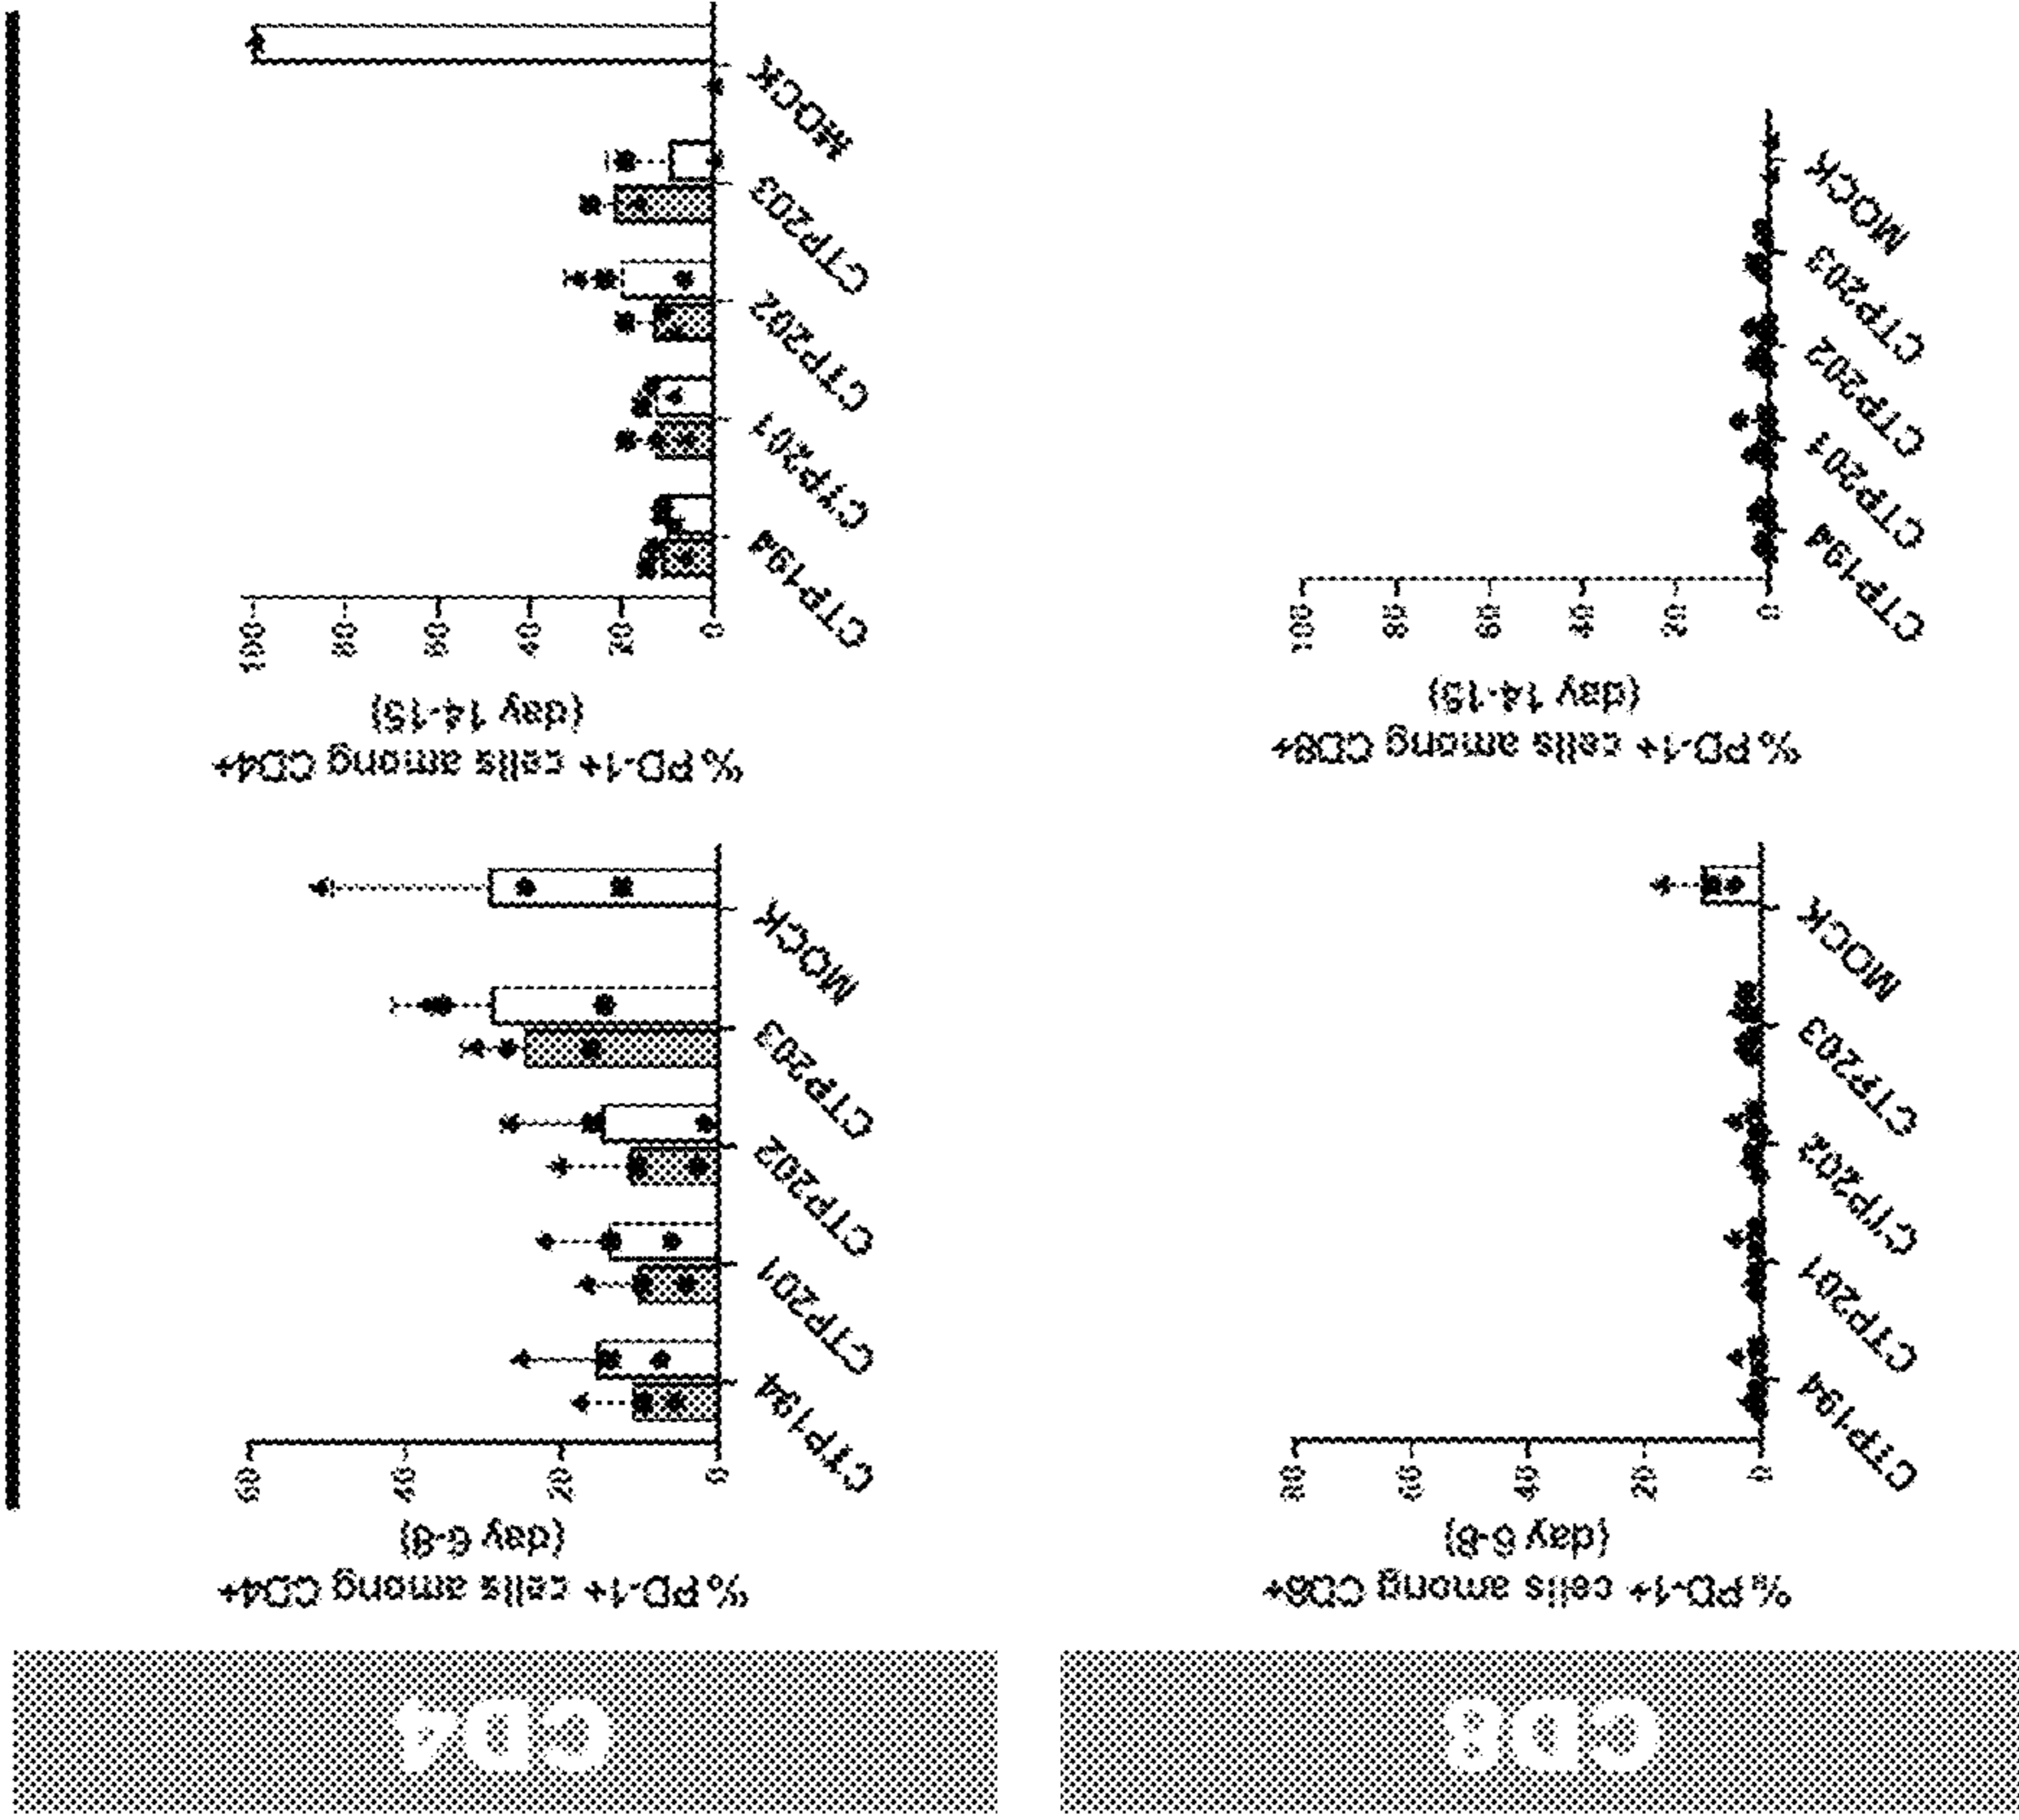 CD4
% PD-1+ cells among CD4+
(day 6-8)
60
40
20
0
CTP194
CTP201
CTP202
CTP203
MOCK
% PD-1+ cells among CD4+
(day 14-15)
100
80
60
40
20
0
CTP194
CTP201
CTP202
CTP203
MOCK
CD8
% PD-1+ cells among CD8+
(day 6-8)
80
60
40
20
0
CTP194
CTP201
CTP202
CTP203
MOCK
% PD-1+ cells among CD8+
(day 14-15)
100
80
60
40
20
0
CTP194
CTP201
CTP202
CTP203
MOCK